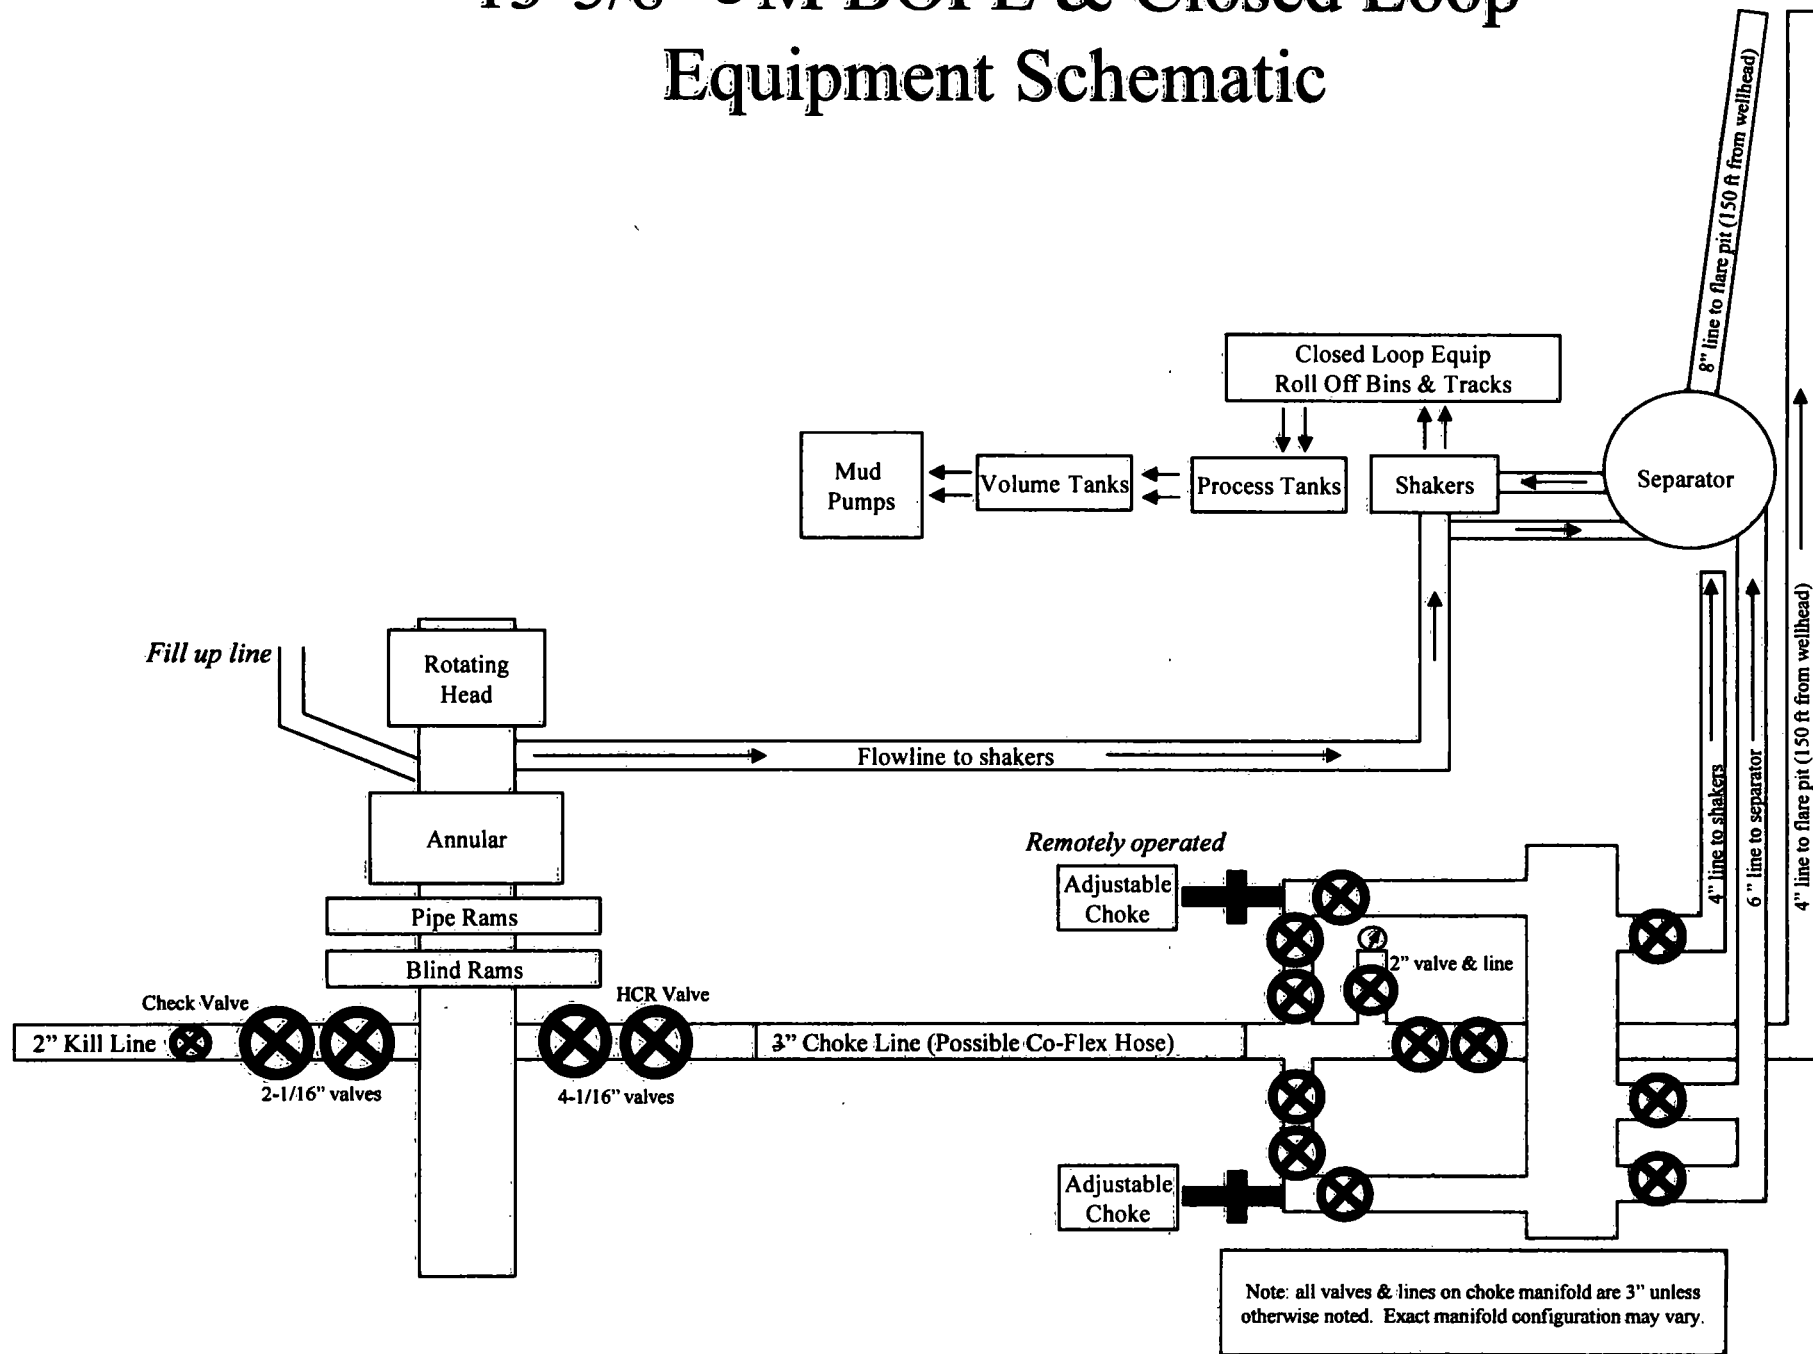 BOPE & Closed Loop
Equipment Schematic
8” line to flare pit (150 ft from wellhead)
Closed Loop Equip
Roll Off Bins & Tracks
Mud
Pumps
Volume Tanks
Process Tanks
Shakers
Separator
Fill up line
Rotating
Head
Flowline to shakers
4” line to shakers
6” line to separator
4” line to flare pit (150 ft from wellhead)
Annular
Remotely operated
Adjustable
Choke
Pipe Rams
Blind Rams
2” valve & line
Check Valve
HCR Valve
2” Kill Line
3” Choke Line (Possible Co-Flex Hose)
2-1/16” valves
4-1/16” valves
Adjustable
Choke
Note: all valves & lines on choke manifold are 3” unless
otherwise noted. Exact manifold configuration may vary.